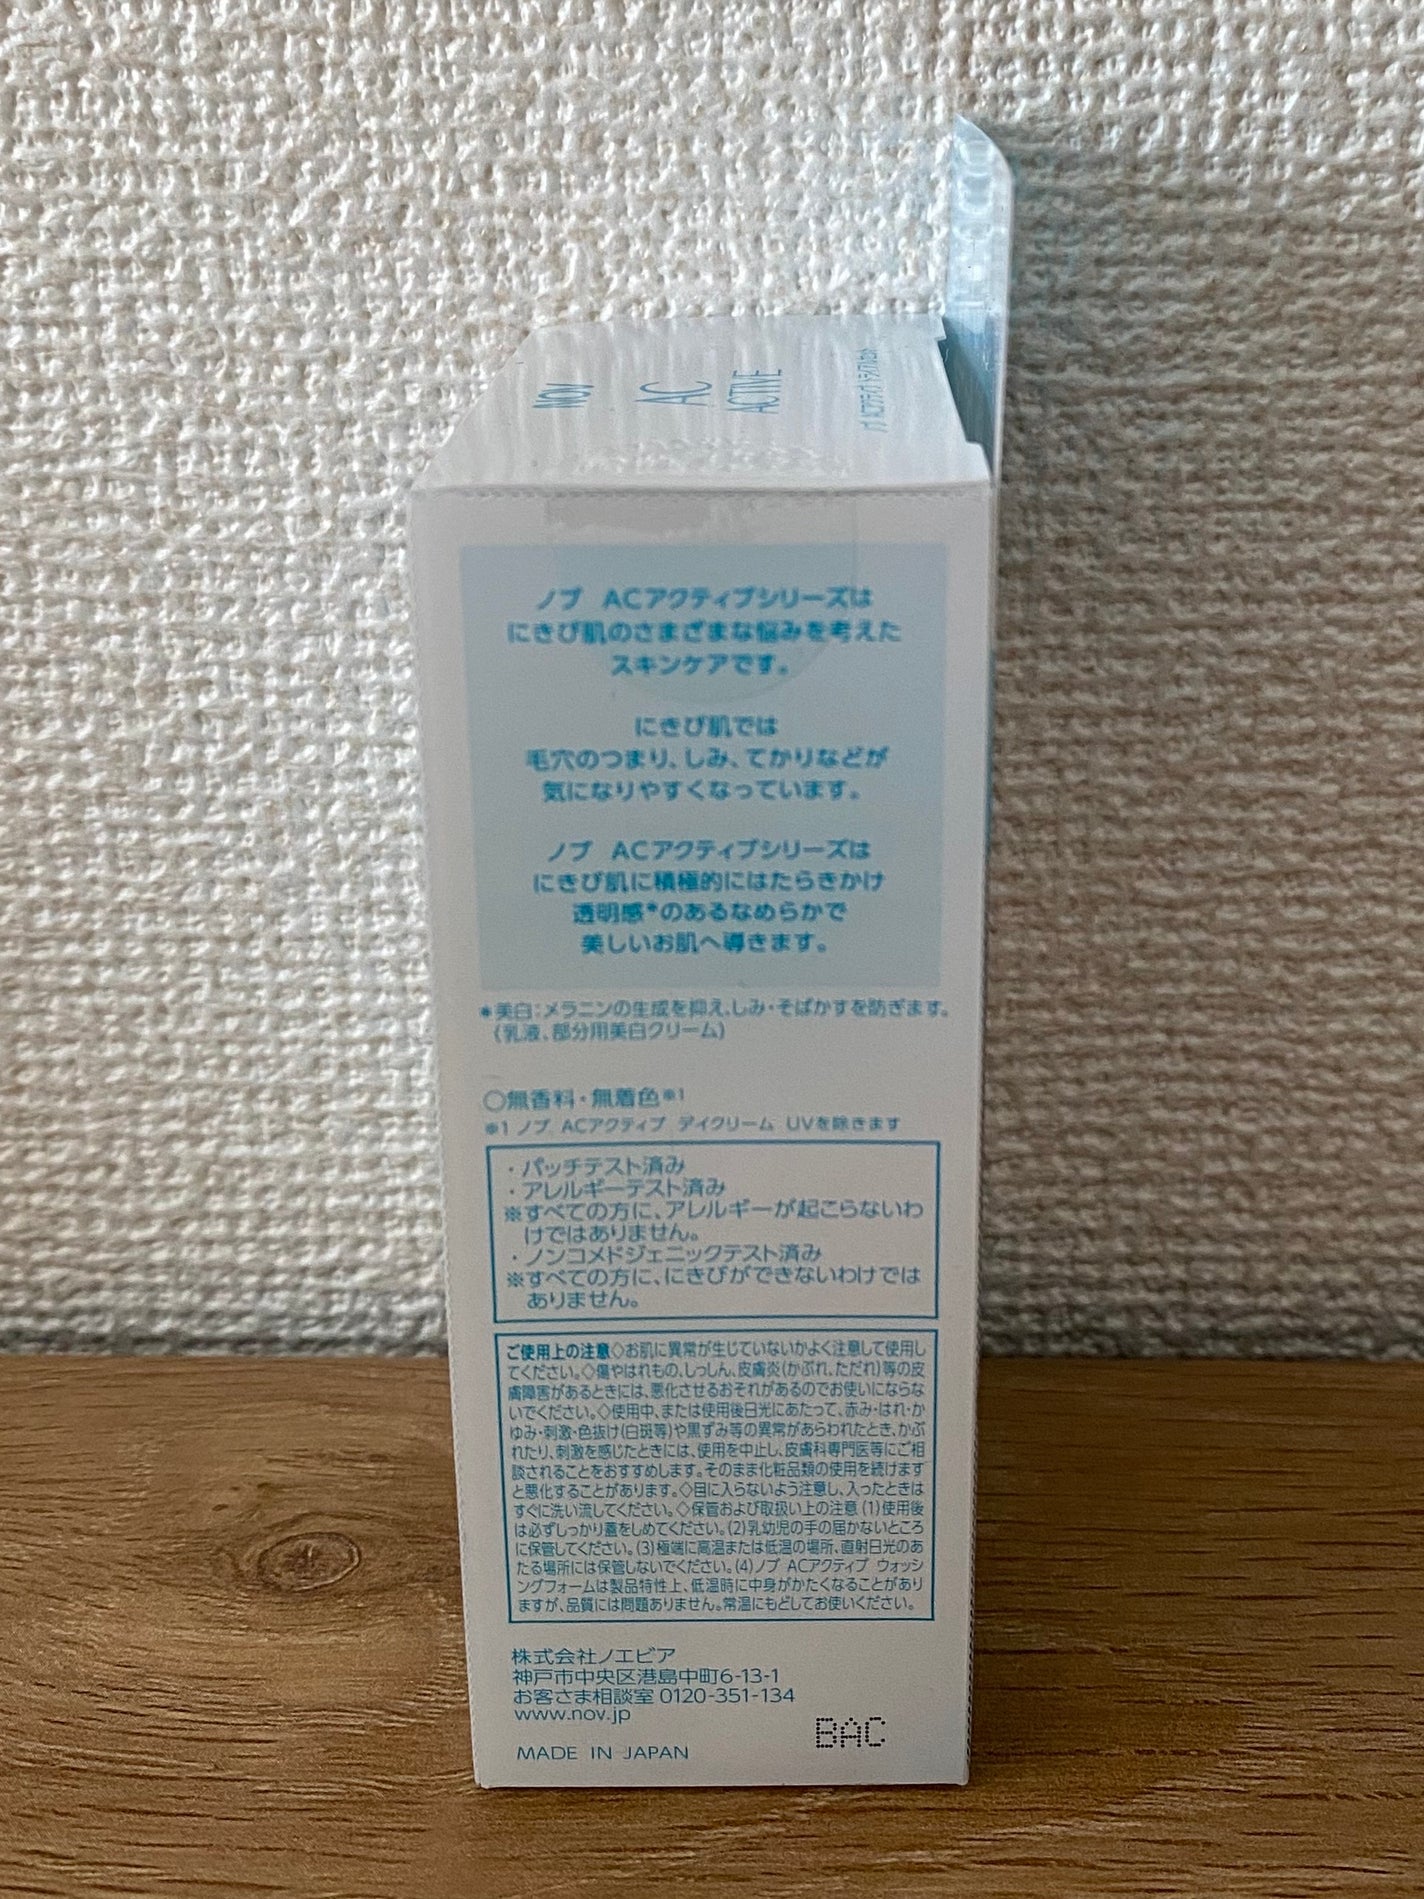 NOV
AC
ACTIVE
ノブ ACアクティブ トライアルセット
ノブ ACアクティブシリーズは
にきび肌のさまざまな悩みを考えた
スキンケアです。
にきび肌では
毛穴のつまり、しみ、てかりなどが
気になりやすくなっています。
ノブ ACアクティブシリーズは
にきび肌に積極的にはたらきかけ
透明感*のあるなめらかで
美しいお肌へ導きます。
*美白:メラニンの生成を抑え、しみ・そばかすを防ぎます。
(乳液、部分用美白クリーム)
○無香料・無着色※1
※1 ノブ ACアクティブ デイクリーム UVを除きます
・パッチテスト済み
・アレルギーテスト済み
※すべての方に、アレルギーが起こらないわ
けではありません。
・ノンコメドジェニックテスト済み
※すべての方に、にきびができないわけでは
ありません。
ご使用上の注意◇お肌に異常が生じていないかよく注意して使用し
てください。◇傷やはれもの、しっしん、皮膚炎(かぶれ、ただれ)等の皮
膚障害があるときには、悪化させるおそれがあるのでお使いにならな
いでください。◇使用中、または使用後日光にあたって、赤み・はれ・か
ゆみ・刺激・色抜け(白斑等)や黒ずみ等の異常があらわれたとき、かぶ
れたり、刺激を感じたときには、使用を中止し、皮膚科専門医等にご相
談されることをおすすめします。そのまま化粧品類の使用を続けます
と悪化することがあります。◇目に入らないよう注意し、入ったときは
すぐに洗い流してください。◇保管および取扱い上の注意 (1)使用後
は必ずしっかり蓋をしめてください。(2)乳幼児の手の届かないところ
に保管してください。(3)極端に高温または低温の場所、直射日光のあ
たる場所には保管しないでください。(4)ノブ ACアクティブ ウォッシ
ングフォームは製品特性上、低温時に中身がかたくなることがあり
ますが、品質には問題ありません。常温にもどしてお使いください。
株式会社ノエビア
神戸市中央区港島中町6-13-1
お客さま相談室 0120-351-134
www.nov.jp
MADE IN JAPAN
BAC